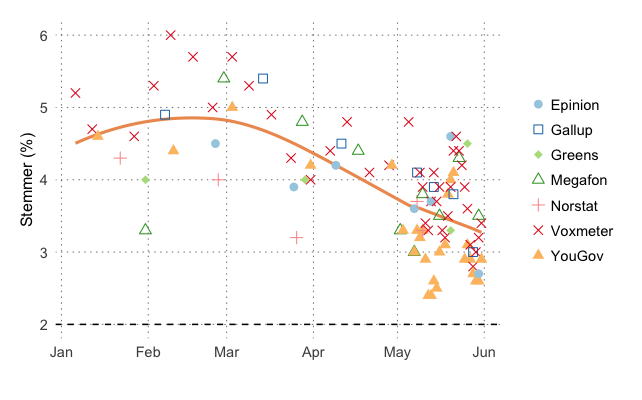 6
5
4
3
2
Stemmer (%)
Jan Feb Mar Apr May Jun
Epinion
Gallup
Greens
Megafon
Norstat
Voxmeter
YouGov